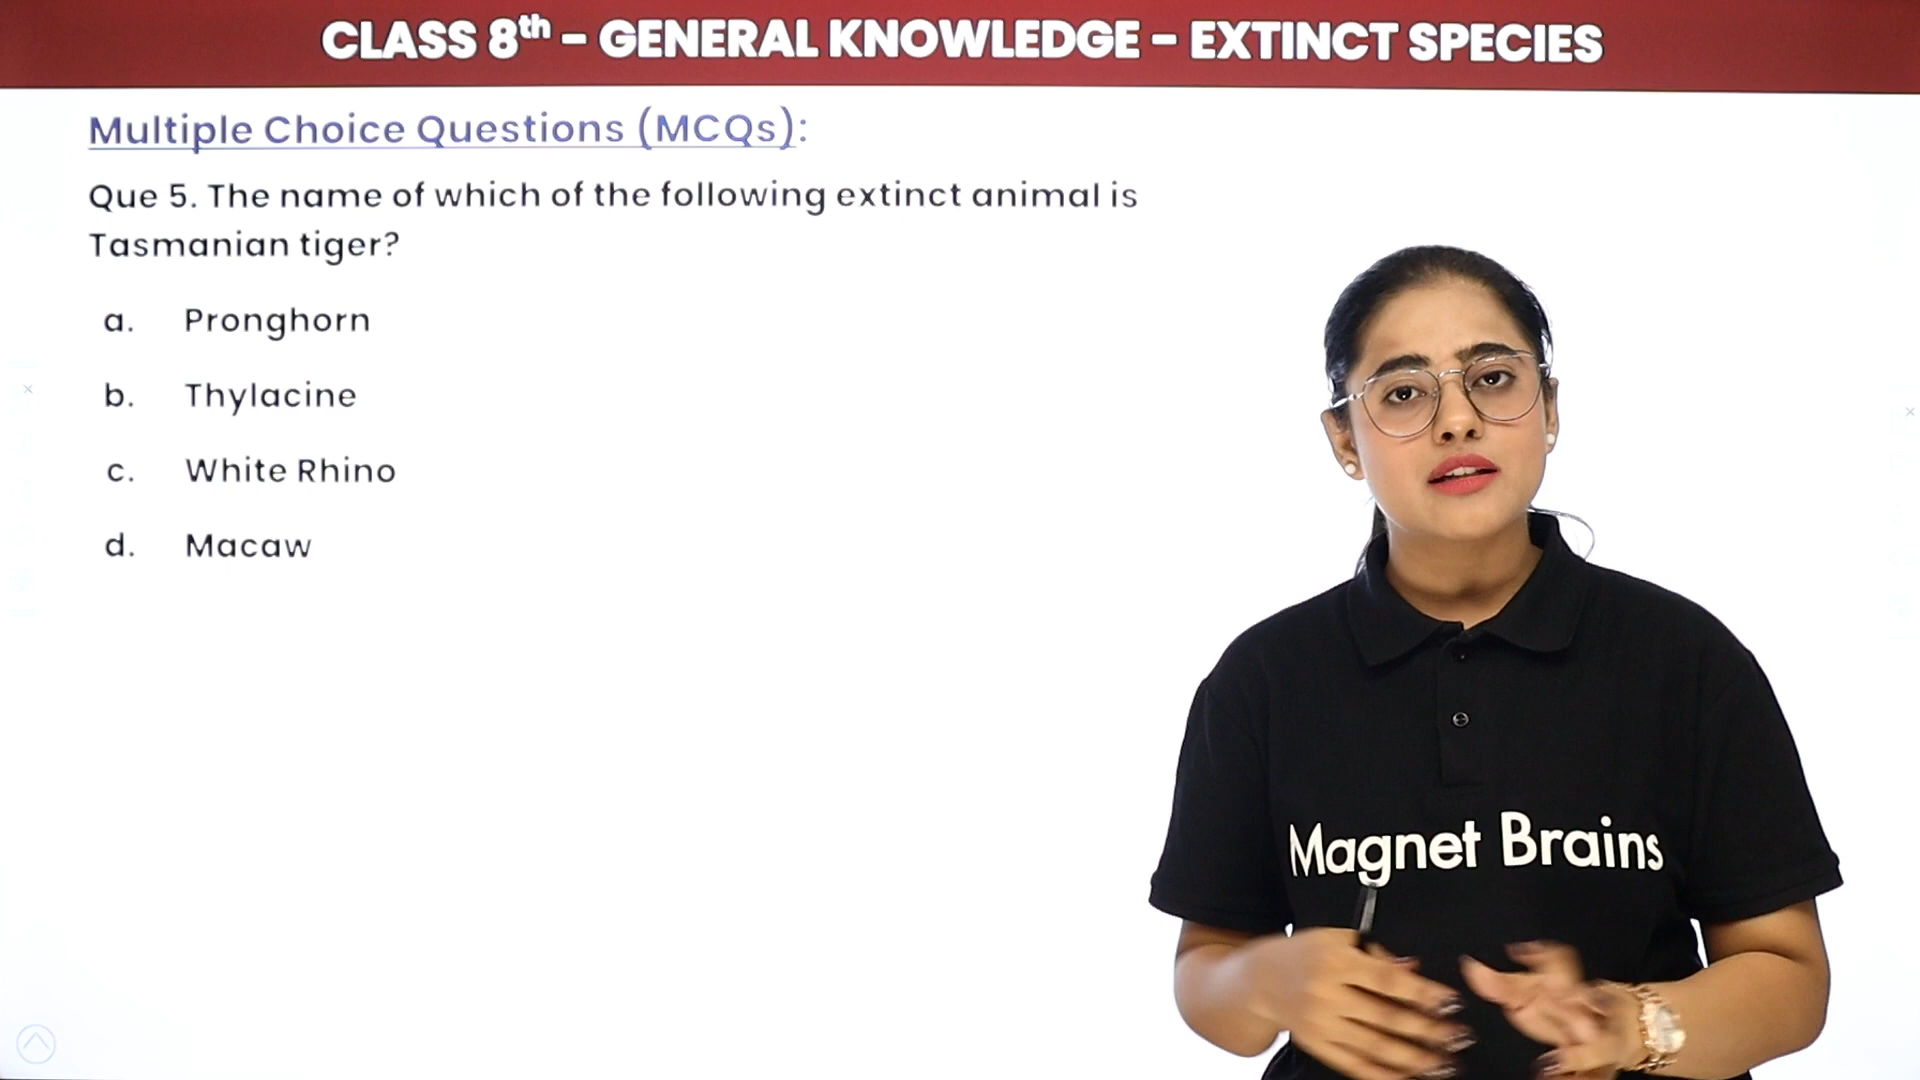 CLASS 8th – GENERAL KNOWLEDGE – EXTINCT SPECIES
Multiple Choice Questions (MCQs):
Que 5. The name of which of the following extinct animal is
Tasmanian tiger?
a. Pronghorn
b. Thylacine
c. White Rhino
d. Macaw
Magnet Brains